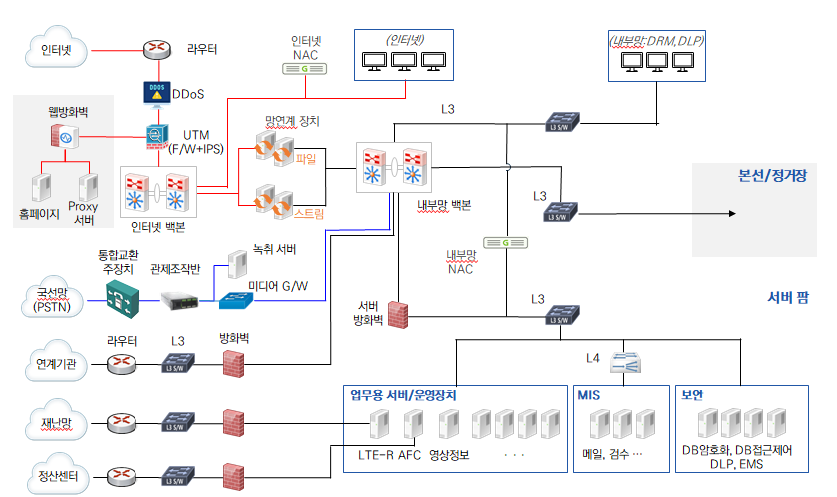 인터넷
라우터
인터넷
NAC
(인터넷)
(내부망:DRM,DLP)
DDOS
DDoS
웹방화벽
UTM
(F/W+IPS)
망연계 장치
파일
스트림
L3
L3 S/W
홈페이지
Proxy
서버
인터넷 백본
내부망 백본
L3
L3 S/W
본선/정거장
G
G
내부망
NAC
통합교환
주장치
관제조작반
녹취 서버
미디어 G/W
국선망
(PSTN)
서버
방화벽
L3
L3 S/W
서버 팜
라우터
L3
방화벽
연계기관
L3 S/W
L4
재난망
L3 S/W
정산센터
L3 S/W
업무용 서버/운영장치
LTE-R AFC 영상정보 . . .
MIS
메일, 검수 ...
보안
DB암호화, DB접근제어
DLP, EMS